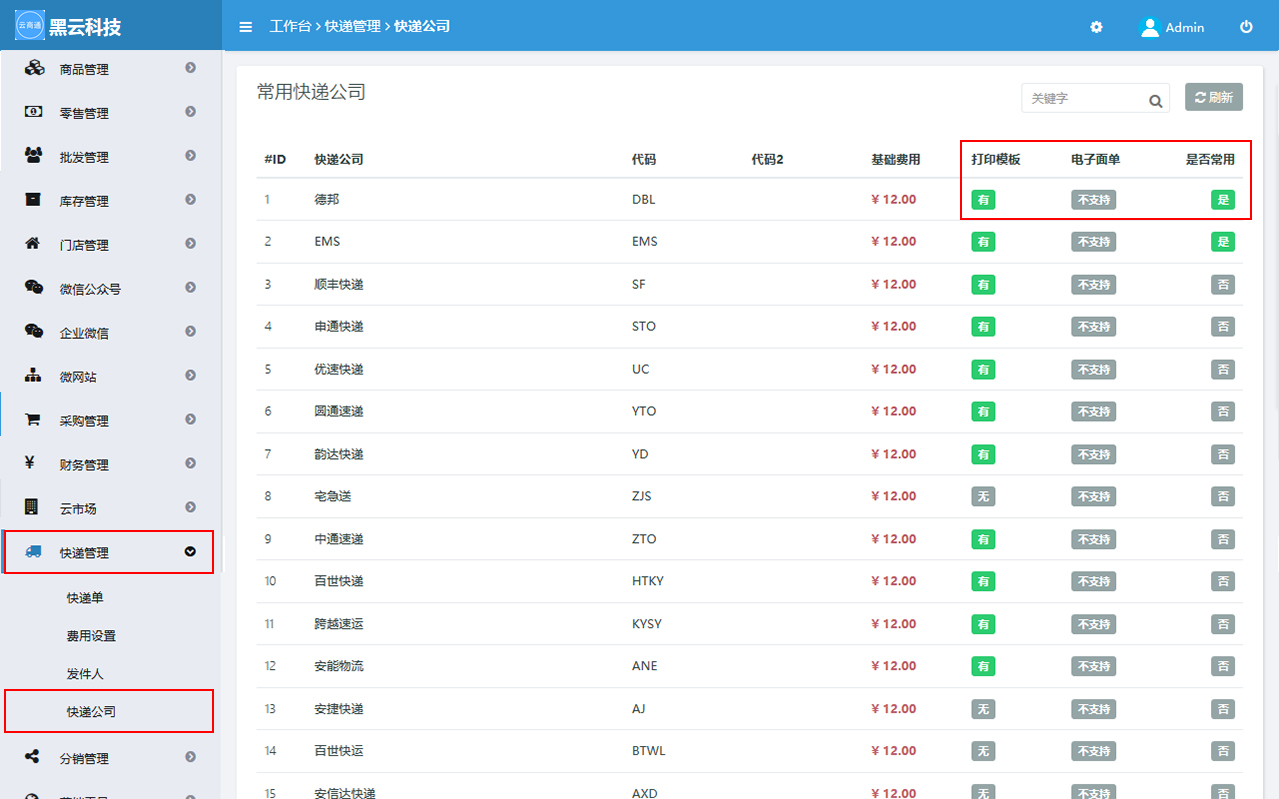 云商通 黑云科技
工作台 › 快递管理 › 快递公司
Admin
商品管理
零售管理
批发管理
库存管理
门店管理
微信公众号
企业微信
微网站
采购管理
财务管理
云市场
快递管理
快递单
费用设置
发件人
快递公司
分销管理
常用快递公司
关键字
刷新
#ID 快递公司 代码 代码2 基础费用 打印模板 电子面单 是否常用
1 德邦 DBL ¥ 12.00 有 不支持 是
2 EMS EMS ¥ 12.00 有 不支持 是
3 顺丰快递 SF ¥ 12.00 有 不支持 否
4 申通快递 STO ¥ 12.00 有 不支持 否
5 优速快递 UC ¥ 12.00 有 不支持 否
6 圆通速递 YTO ¥ 12.00 有 不支持 否
7 韵达快递 YD ¥ 12.00 有 不支持 否
8 宅急送 ZJS ¥ 12.00 无 不支持 否
9 中通速递 ZTO ¥ 12.00 有 不支持 否
10 百世快递 HTKY ¥ 12.00 有 不支持 否
11 跨越速运 KYSY ¥ 12.00 有 不支持 否
12 安能物流 ANE ¥ 12.00 有 不支持 否
13 安捷快递 AJ ¥ 12.00 无 不支持 否
14 百世快运 BTWL ¥ 12.00 无 不支持 否
15 安信达快递 AXD ¥ 12.00 无 不支持 否